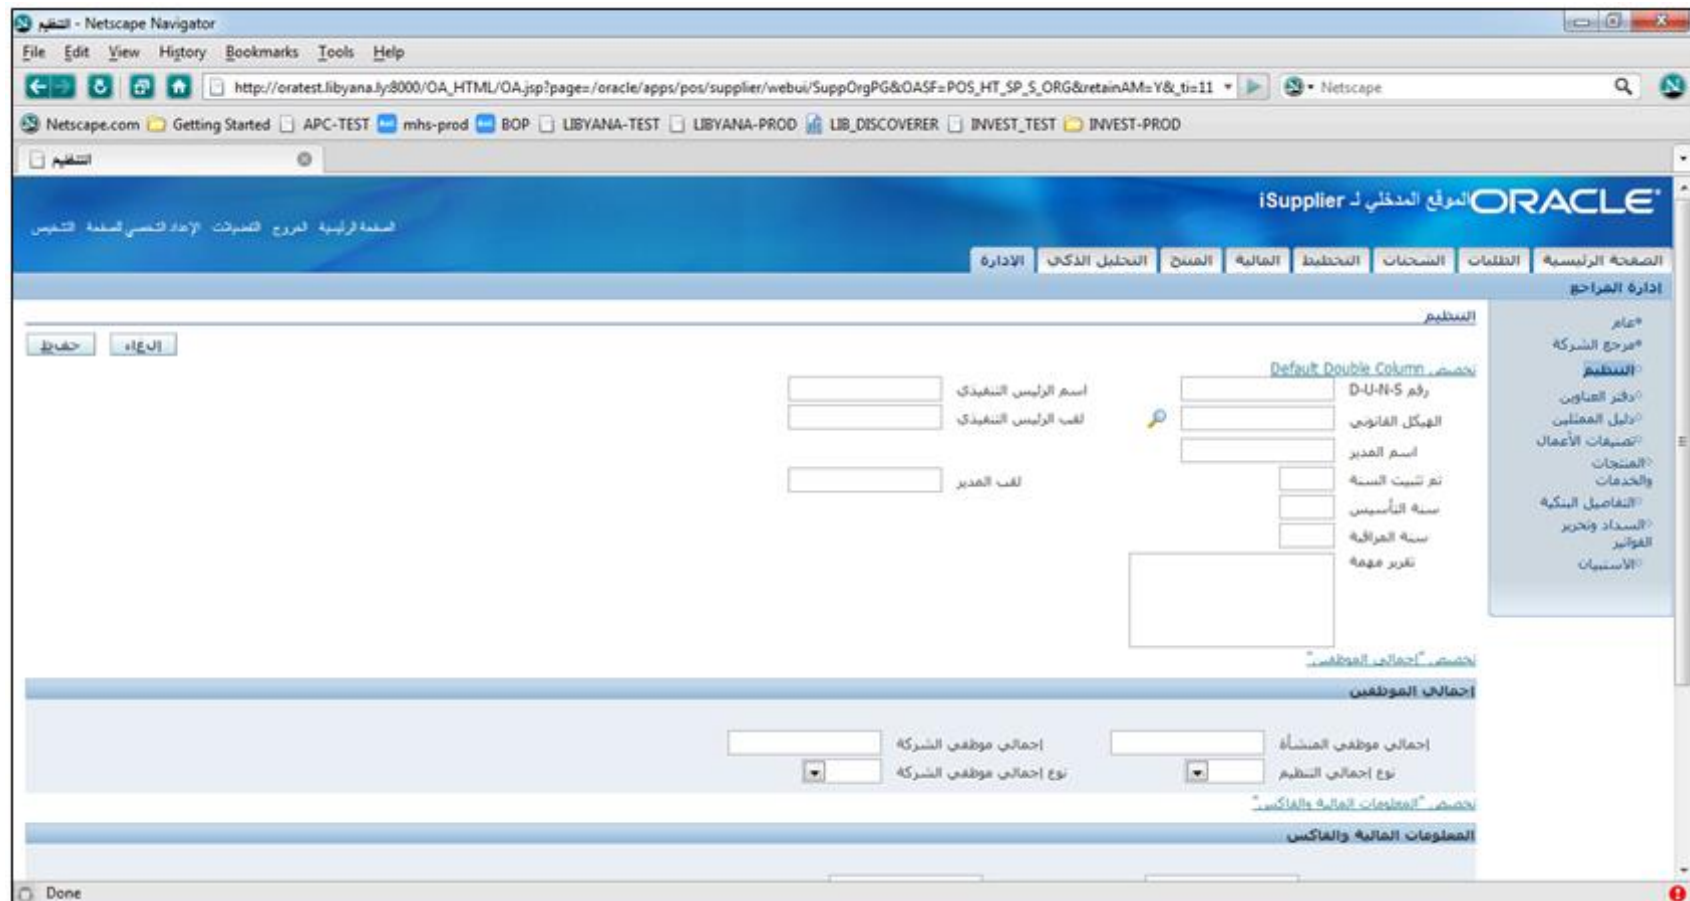 التنظيم - Netscape Navigator
File Edit View History Bookmarks Tools Help
http://oratest.libyana.ly:8000/OA_HTML/OA.jsp?page=/oracle/apps/pos/supplier/webui/SuppOrgPG&OASF=POS_HT_SP_S_ORG&retainAM=Y&_ti=11 Netscape
Netscape.com Getting Started APC-TEST mhs-prod BOP LIBYANA-TEST LIBYANA-PROD LIB_DISCOVERER INVEST_TEST INVEST-PROD
التنظيم
ORACLE الموقع المدخلي لـ iSupplier
الصفحة الرئيسية الخروج التفضيلات الإعداد الشخصي للصفحة التشخيص
الصفحة الرئيسية الطلبات الشحنات التخطيط المالية المنتج التحليل الذكي الادارة
إدارة المراجع
عام
مرجع الشركة
التنظيم
دفتر العناوين
دليل الممثلين
تصنيفات الأعمال
المنتجات
والخدمات
التفاصيل البنكية
السداد وتحرير
الفواتير
الاستبيان
التنظيم
إلغاء حفظ
تخصيص Default Double Column
رقم D-U-N-S اسم الرئيس التنفيذي
الهيكل القانوني لقب الرئيس التنفيذي
اسم المدير
تم تثبيت السنة لقب المدير
سنة التأسيس
سنة المراقبة
تقرير مهمة
تخصيص "إجمالي الموظفين"
إجمالي الموظفين
إجمالي موظفي المنشأة إجمالي موظفي الشركة
نوع إجمالي التنظيم نوع إجمالي موظفي الشركة
تخصيص "المعلومات المالية والفاكس"
المعلومات المالية والفاكس
Done